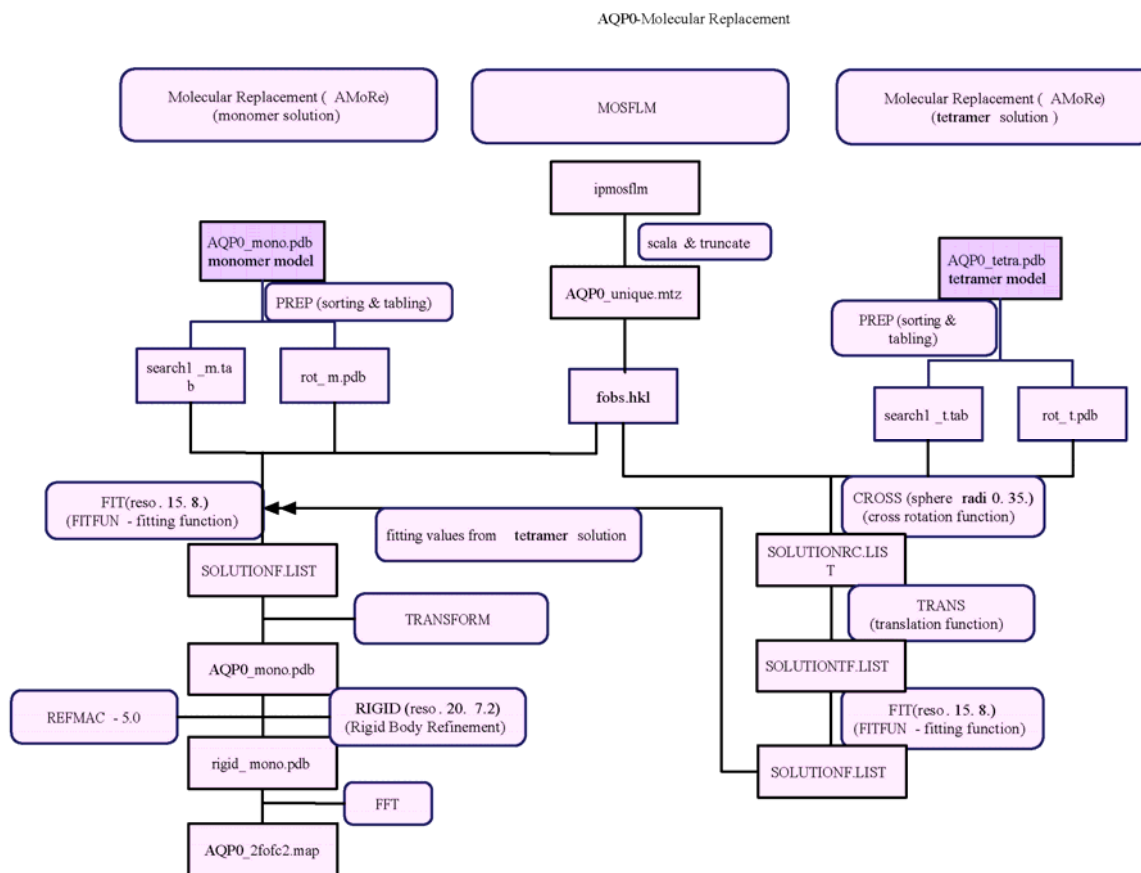 AQP0-Molecular Replacement
Molecular Replacement ( AMoRe)
(monomer solution)
MOSFLM
Molecular Replacement ( AMoRe)
(tetramer solution )
ipmosflm
scala & truncate
AQP0_mono.pdb
monomer model
PREP (sorting & tabling)
AQP0_unique.mtz
AQP0_tetra.pdb
tetramer model
PREP (sorting &
tabling)
search1 _m.ta
b
rot_ m.pdb
fobs.hkl
search1 _t.tab
rot_ t.pdb
FIT(reso . 15. 8.)
(FITFUN - fitting function)
fitting values from tetramer solution
CROSS (sphere radi 0. 35.)
(cross rotation function)
SOLUTIONF.LIST
SOLUTIONRC.LIS
T
TRANSFORM
TRANS
(translation function)
AQP0_mono.pdb
SOLUTIONTF.LIST
REFMAC - 5.0
RIGID (reso . 20. 7.2)
(Rigid Body Refinement)
FIT(reso . 15. 8.)
(FITFUN - fitting function)
rigid_ mono.pdb
SOLUTIONF.LIST
FFT
AQP0_2fofc2.map